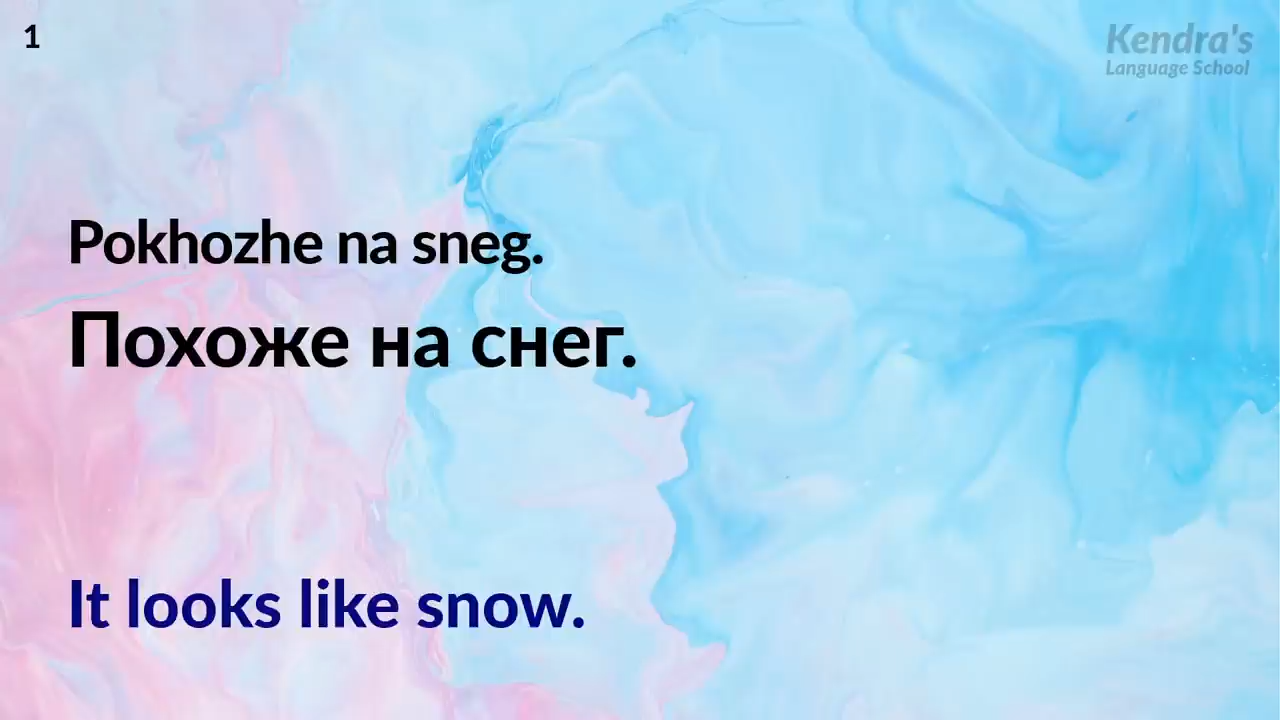 1
Kendra's
Language School
Pokhozhe na sneg.
Похоже на снег.
It looks like snow.